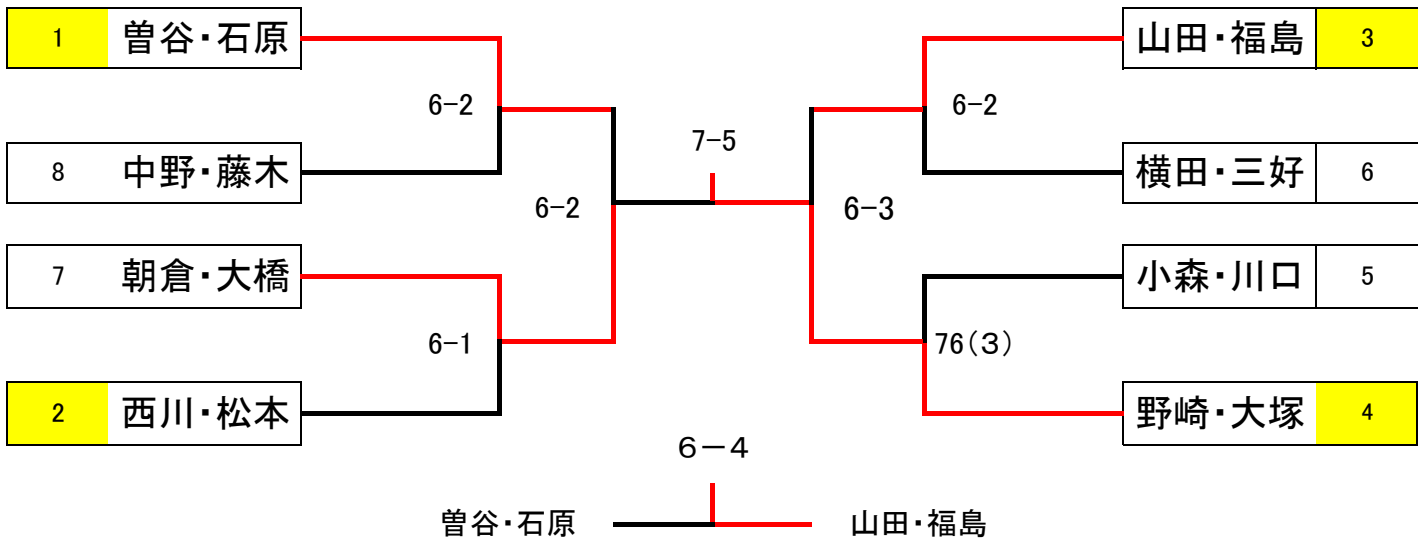 1 曽谷・石原 山田・福島 3
6-2 6-2
7-5
8 中野・藤木 横田・三好 6
6-2 6-3
7 朝倉・大橋 小森・川口 5
6-1 76(3)
2 西川・松本 野崎・大塚 4
6-4
曽谷・石原 山田・福島